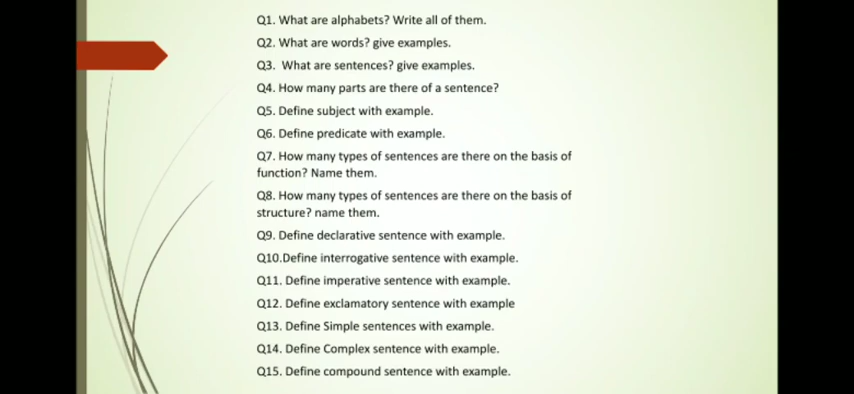 Q1. What are alphabets? Write all of them.
Q2. What are words? give examples.
Q3.  What are sentences? give examples.
Q4. How many parts are there of a sentence?
Q5. Define subject with example.
Q6. Define predicate with example.
Q7. How many types of sentences are there on the basis of
function? Name them.
Q8. How many types of sentences are there on the basis of
structure? name them.
Q9. Define declarative sentence with example.
Q10.Define interrogative sentence with example.
Q11. Define imperative sentence with example.
Q12. Define exclamatory sentence with example
Q13. Define Simple sentences with example.
Q14. Define Complex sentence with example.
Q15. Define compound sentence with example.